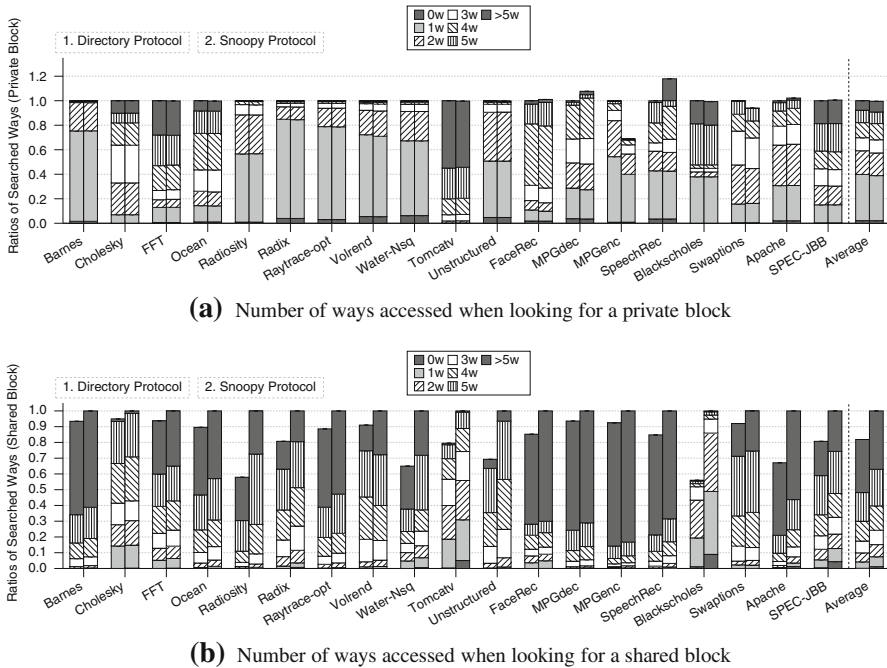 0w 3w >5w
1w 4w
2w 5w
1. Directory Protocol 2. Snoopy Protocol
Ratios of Searched Ways (Private Block)
1.2
1.0
0.8
0.6
0.4
0.2
0.0
Barnes Cholesky FFT Ocean Radiosity Radix Raytrace-opt Volrend Water-Nsq Tomcatv Unstructured FaceRec MPGdec MPGenc SpeechRec Blackscholes Swaptions Apache SPEC-JBB Average
(a) Number of ways accessed when looking for a private block
0w 3w >5w
1w 4w
2w 5w
1. Directory Protocol 2. Snoopy Protocol
Ratios of Searched Ways (Shared Block)
1.0
0.9
0.8
0.7
0.6
0.5
0.4
0.3
0.2
0.1
0.0
Barnes Cholesky FFT Ocean Radiosity Radix Raytrace-opt Volrend Water-Nsq Tomcatv Unstructured FaceRec MPGdec MPGenc SpeechRec Blackscholes Swaptions Apache SPEC-JBB Average
(b) Number of ways accessed when looking for a shared block